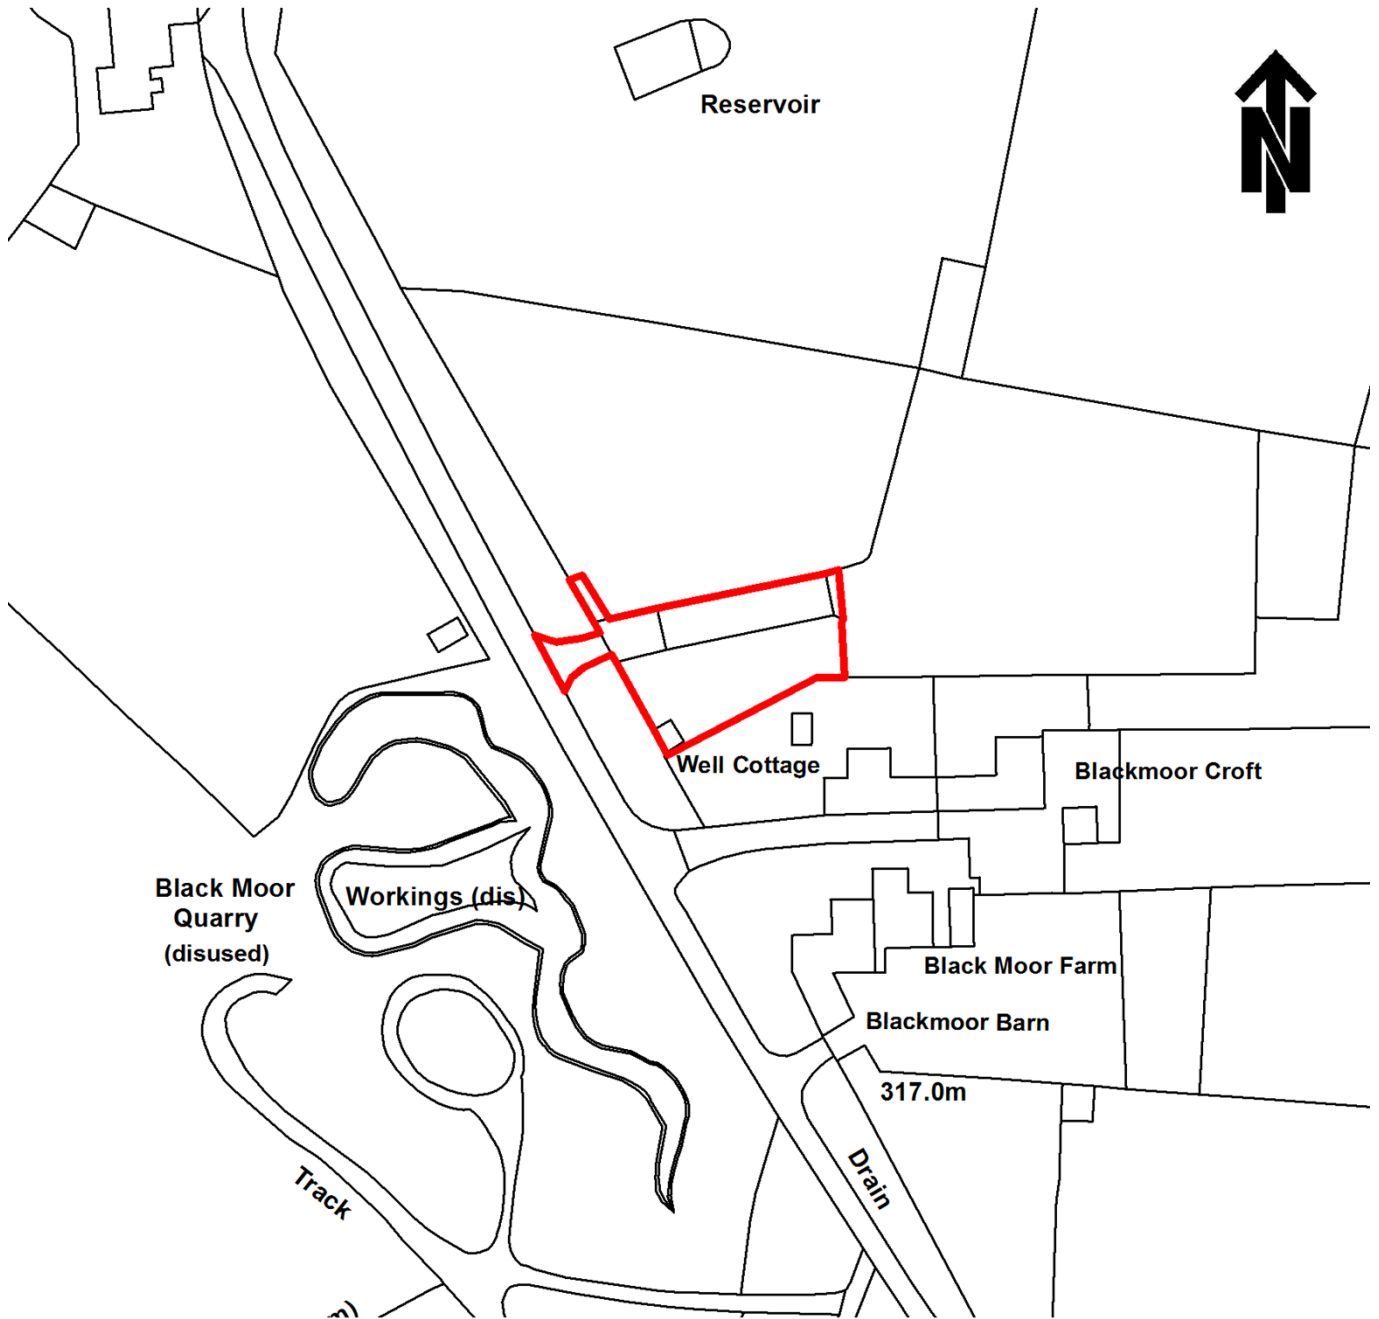 Reservoir
N
Well Cottage
Blackmoor Croft
Black Moor
Quarry
(disused)
Workings (dis)
Black Moor Farm
Blackmoor Barn
317.0m
Drain
Track
m)